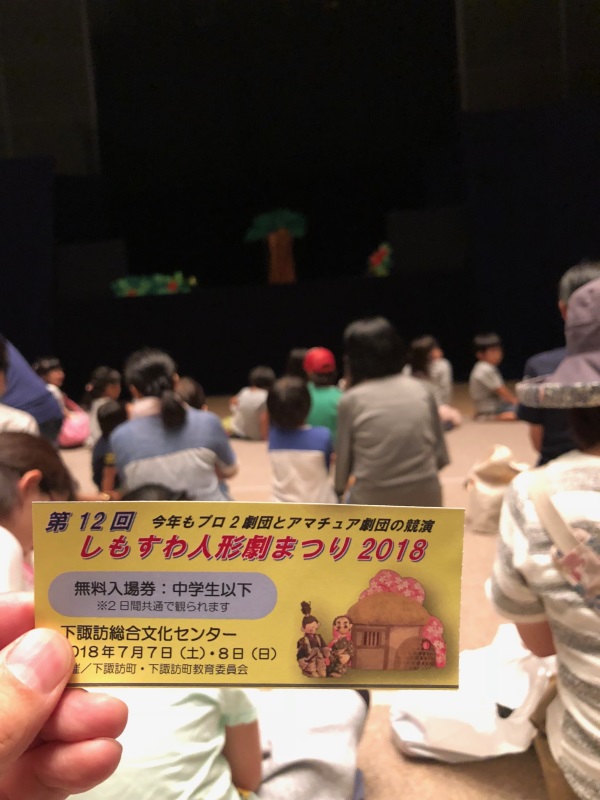 第12回 今年もプロ2劇団とアマチュア劇団の競演
しもすわ人形劇まつり2018
無料入場券：中学生以下
※2日間共通で観られます
下諏訪総合文化センター
2018年7月7日（土）・8日（日）
催／下諏訪町・下諏訪町教育委員会